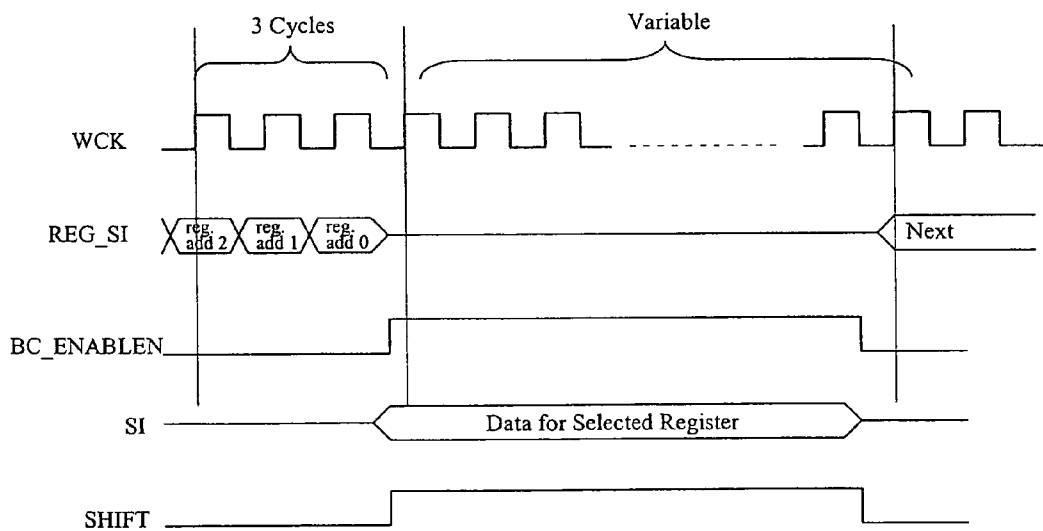 3 Cycles
Variable
WCK
REG_SI
reg.
add 2
reg.
add 1
reg.
add 0
Next
BC_ENABLEN
SI
Data for Selected Register
SHIFT